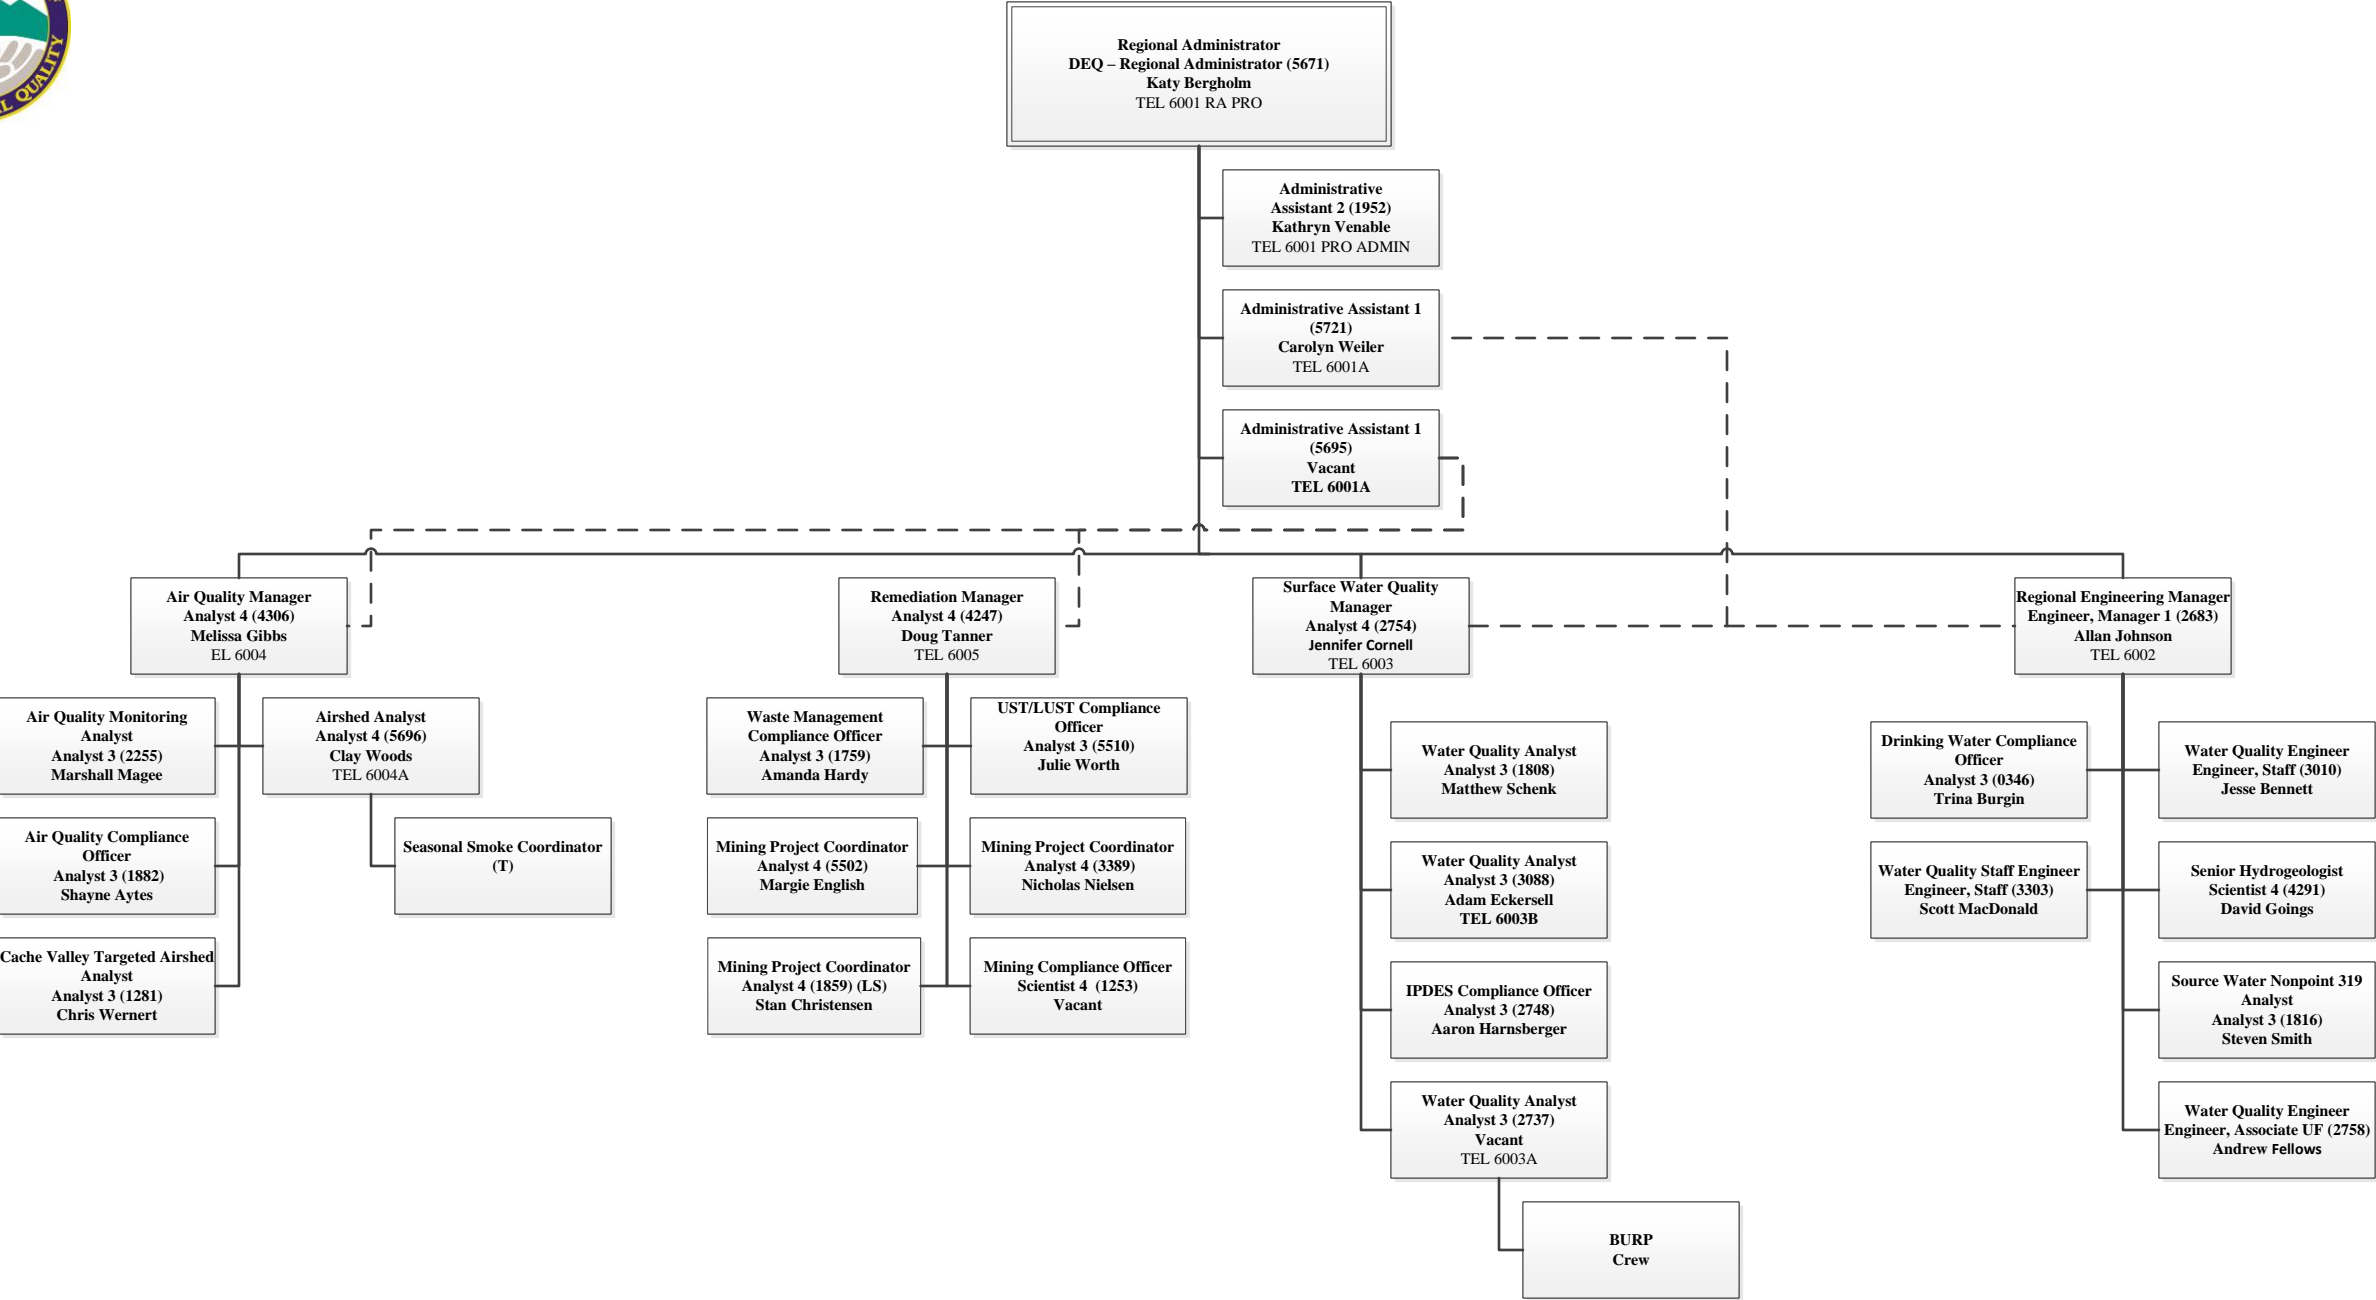 L QUALITY
Regional Administrator
DEQ – Regional Administrator (5671)
Katy Bergholm
TEL 6001 RA PRO
Administrative
Assistant 2 (1952)
Kathryn Venable
TEL 6001 PRO ADMIN
Administrative Assistant 1
(5721)
Carolyn Weiler
TEL 6001A
Administrative Assistant 1
(5695)
Vacant
TEL 6001A
Air Quality Manager
Analyst 4 (4306)
Melissa Gibbs
EL 6004
Remediation Manager
Analyst 4 (4247)
Doug Tanner
TEL 6005
Surface Water Quality
Manager
Analyst 4 (2754)
Jennifer Cornell
TEL 6003
Regional Engineering Manager
Engineer, Manager 1 (2683)
Allan Johnson
TEL 6002
Air Quality Monitoring
Analyst
Analyst 3 (2255)
Marshall Magee
Airshed Analyst
Analyst 4 (5696)
Clay Woods
TEL 6004A
Air Quality Compliance
Officer
Analyst 3 (1882)
Shayne Aytes
Seasonal Smoke Coordinator
(T)
Cache Valley Targeted Airshed
Analyst
Analyst 3 (1281)
Chris Wernert
Waste Management
Compliance Officer
Analyst 3 (1759)
Amanda Hardy
UST/LUST Compliance
Officer
Analyst 3 (5510)
Julie Worth
Mining Project Coordinator
Analyst 4 (5502)
Margie English
Mining Project Coordinator
Analyst 4 (3389)
Nicholas Nielsen
Mining Project Coordinator
Analyst 4 (1859) (LS)
Stan Christensen
Mining Compliance Officer
Scientist 4 (1253)
Vacant
Water Quality Analyst
Analyst 3 (1808)
Matthew Schenk
Water Quality Analyst
Analyst 3 (3088)
Adam Eckersell
TEL 6003B
IPDES Compliance Officer
Analyst 3 (2748)
Aaron Harnsberger
Water Quality Analyst
Analyst 3 (2737)
Vacant
TEL 6003A
BURP
Crew
Drinking Water Compliance
Officer
Analyst 3 (0346)
Trina Burgin
Water Quality Engineer
Engineer, Staff (3010)
Jesse Bennett
Water Quality Staff Engineer
Engineer, Staff (3303)
Scott MacDonald
Senior Hydrogeologist
Scientist 4 (4291)
David Goings
Source Water Nonpoint 319
Analyst
Analyst 3 (1816)
Steven Smith
Water Quality Engineer
Engineer, Associate UF (2758)
Andrew Fellows